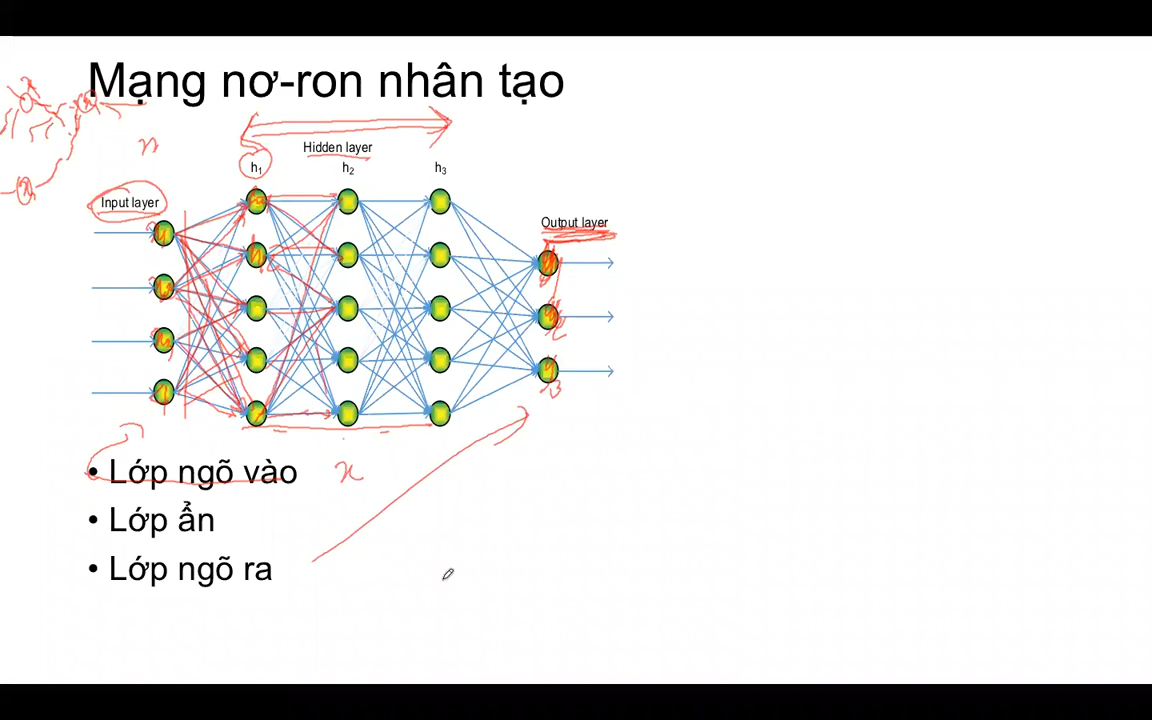 Mạng nơ-ron nhân tạo
Hidden layer
h₁ h₂ h₃
Input layer
Output layer
n
• Lớp ngõ vào
x
• Lớp ẩn
• Lớp ngõ ra